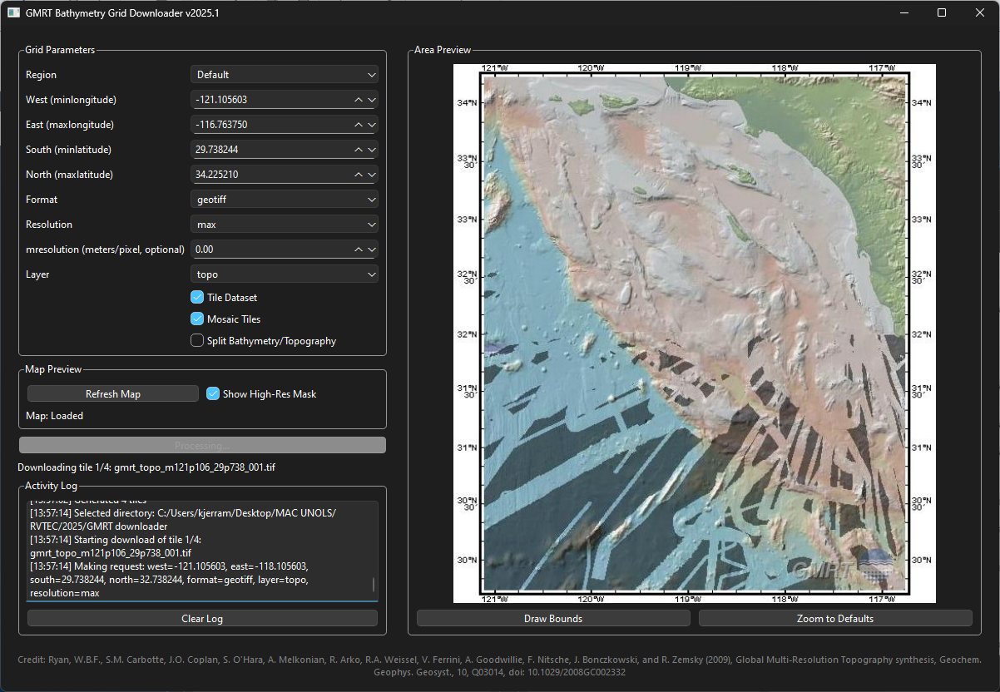 GMRT Bathymetry Grid Downloader v2025.1
Grid Parameters
Region Default
West (minlongitude) -121.105603
East (maxlongitude) -116.763750
South (minlatitude) 29.738244
North (maxlatitude) 34.225210
Format geotiff
Resolution max
mresolution (meters/pixel, optional) 0.00
Layer topo
Tile Dataset
Mosaic Tiles
Split Bathymetry/Topography
Map Preview
Refresh Map Show High-Res Mask
Map: Loaded
Processing...
Downloading tile 1/4: gmrt_topo_m121p106_29p738_001.tif
Activity Log
[13:57:02] Generated 4 tiles
[13:57:14] Selected directory: C:/Users/kjerram/Desktop/MAC UNOLS/
RVTEC/2025/GMRT downloader
[13:57:14] Starting download of tile 1/4:
gmrt_topo_m121p106_29p738_001.tif
[13:57:14] Making request: west=-121.105603, east=-118.105603,
south=29.738244, north=32.738244, format=geotiff, layer=topo,
resolution=max
Clear Log
Area Preview
121°W 120°W 119°W 118°W 117°W
34°N 34°N
33°N 33°N
30' 30'
33°N 33°N
32°N 32°N
30' 30'
32°N 32°N
31°N 31°N
30' 30'
31°N 31°N
30°N 30°N
30' 30'
30°N 30°N
GMRT
121°W 120°W 119°W 118°W 117°W
Draw Bounds Zoom to Defaults
Credit: Ryan, W.B.F., S.M. Carbotte, J.O. Coplan, S. O'Hara, A. Melkonian, R. Arko, R.A. Weissel, V. Ferrini, A. Goodwillie, F. Nitsche, J. Bonczkowski, and R. Zemsky (2009), Global Multi-Resolution Topography synthesis, Geochem.
Geophys. Geosyst., 10, Q03014, doi: 10.1029/2008GC002332